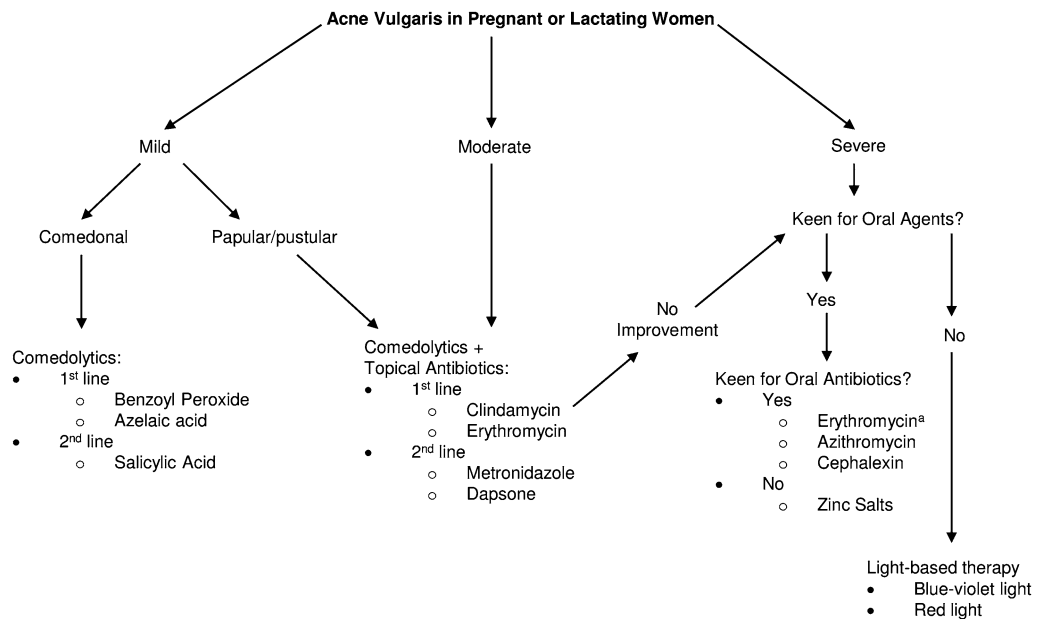 Acne Vulgaris in Pregnant or Lactating Women
Mild
Moderate
Severe
Comedonal
Papular/pustular
Keen for Oral Agents?
Yes
No
No
Improvement
Comedolytics:
• 1st line
o Benzoyl Peroxide
o Azelaic acid
• 2nd line
o Salicylic Acid
Comedolytics +
Topical Antibiotics:
• 1st line
o Clindamycin
o Erythromycin
• 2nd line
o Metronidazole
o Dapsone
Keen for Oral Antibiotics?
• Yes
o Erythromycinª
o Azithromycin
o Cephalexin
• No
o Zinc Salts
Light-based therapy
• Blue-violet light
• Red light